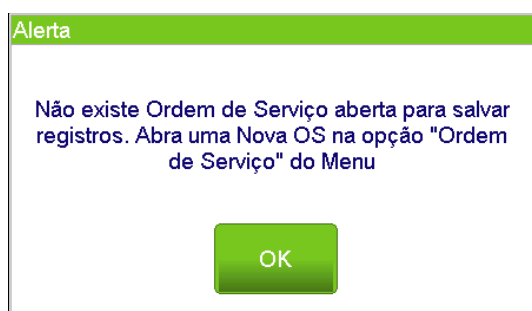 Alerta
Não existe Ordem de Serviço aberta para salvar
registros. Abra uma Nova OS na opção "Ordem
de Serviço" do Menu
OK